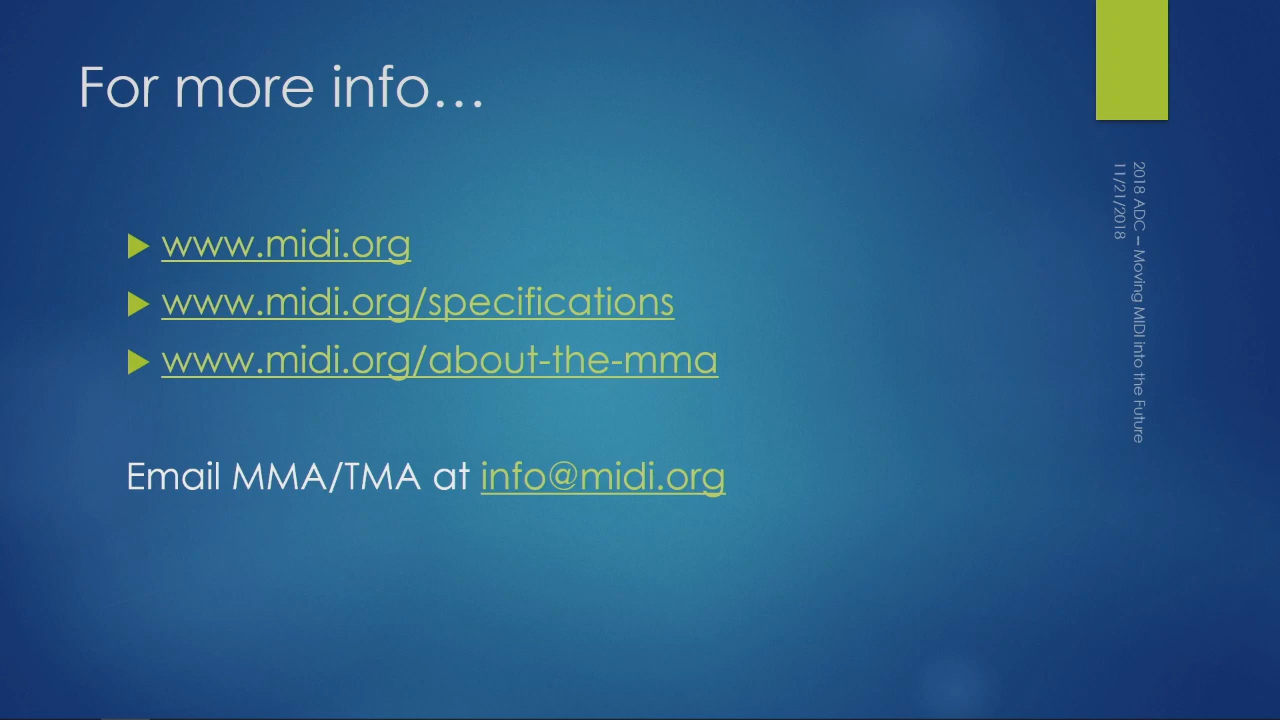 For more info…
www.midi.org
www.midi.org/specifications
www.midi.org/about-the-mma
Email MMA/TMA at info@midi.org
2018 ADC – Moving MIDI into the Future
11/21/2018